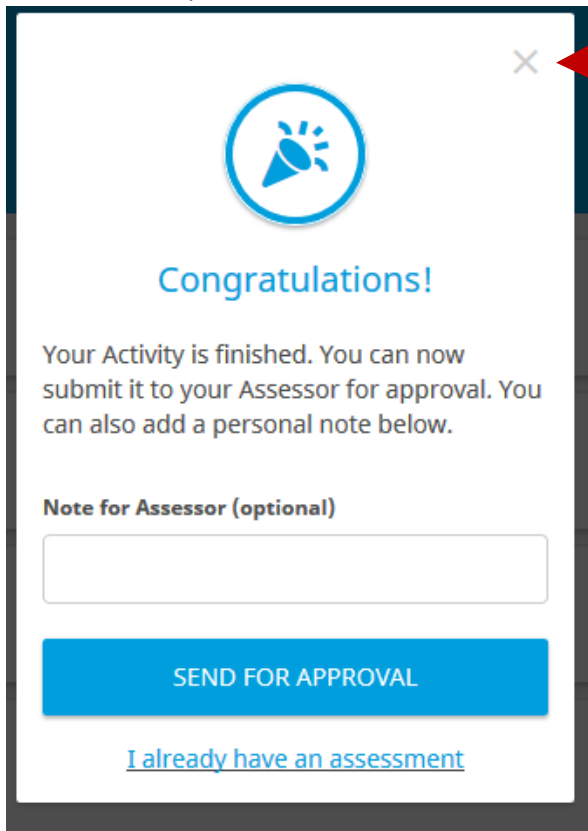 Congratulations!
Your Activity is finished. You can now
submit it to your Assessor for approval. You
can also add a personal note below.
Note for Assessor (optional)
SEND FOR APPROVAL
I already have an assessment